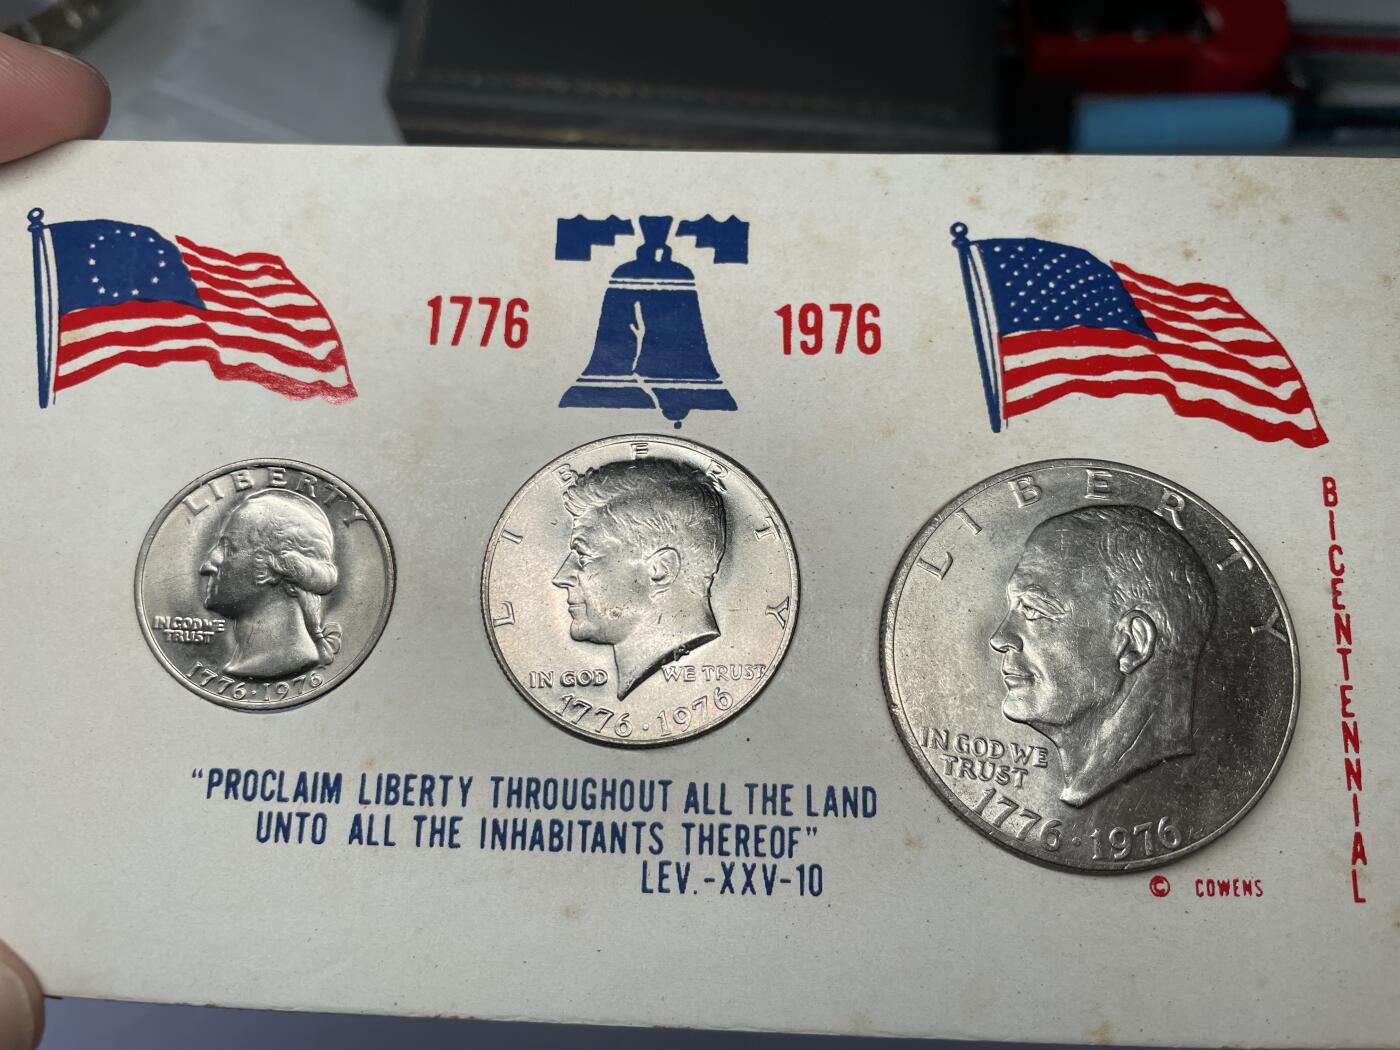 1776
1976
LIBERTY
IN GOD WE
TRUST
1776·1976
LIBERTY
IN GOD WE TRUST
1776·1976
LIBERTY
IN GOD WE
TRUST
1776·1976
BICENTENNIAL
"PROCLAIM LIBERTY THROUGHOUT ALL THE LAND
UNTO ALL THE INHABITANTS THEREOF"
LEV.-XXV-10
© COWENS